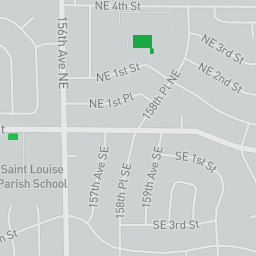 NE 4th St
156th Ave NE
NE 3rd St
NE 2nd St
NE 1st St
158th Pl NE
NE 1st Pl
t
SE 1st St
Saint Louise
Parish School
157th Ave SE
158th Pl SE
159th Ave SE
SE 3rd St
th St